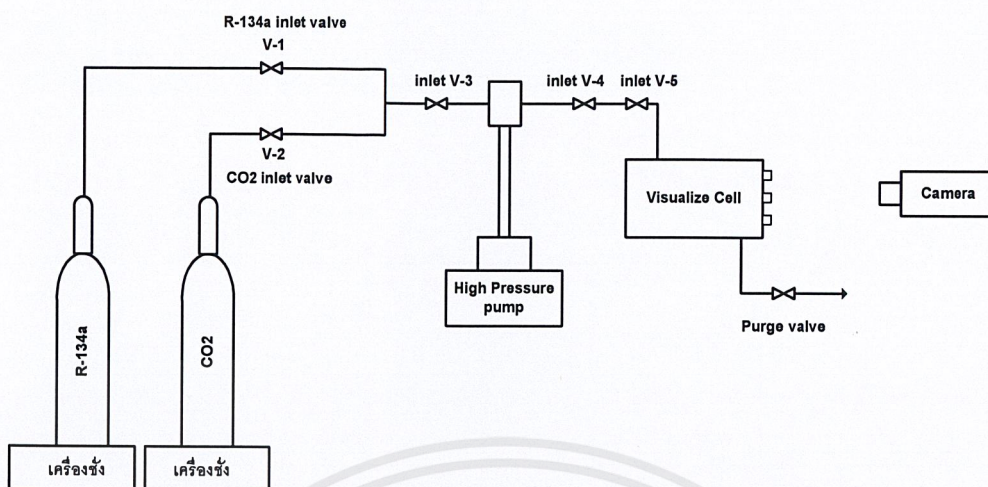 R-134a inlet valve
V-1
inlet V-3
inlet V-4
inlet V-5
V-2
CO2 inlet valve
Visualize Cell
Camera
High Pressure
pump
Purge valve
R-134a
CO2
เครื่องชั่ง
เครื่องชั่ง